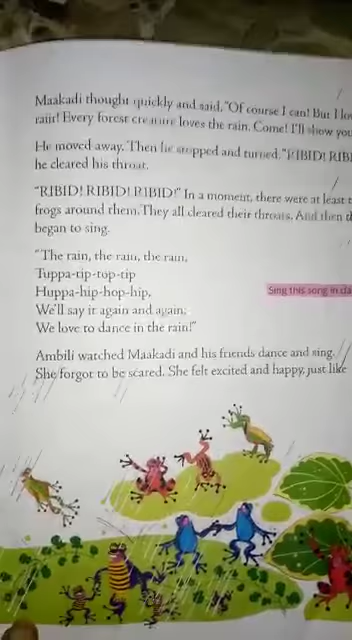 Maakadi thought quickly and said, "Of course I can! But I
rain! Every forest creature loves the rain. Come! I'll show you
He moved away. Then he stopped and turned. "RIBID!
he cleared his throat.
"RIBID! RIBID! RIBID!" In a moment, there were at least
frogs around them. They all cleared their throats. And then
began to sing.
"The rain, the rain, the rain,
Tuppa-tip-top-tip
Huppa-hip-hop-hip,
Sing this song in
We'll say it again and again;
We love to dance in the rain!"
Ambili watched Maakadi and his friends dance and sing.
She forgot to be scared. She felt excited and happy, just like